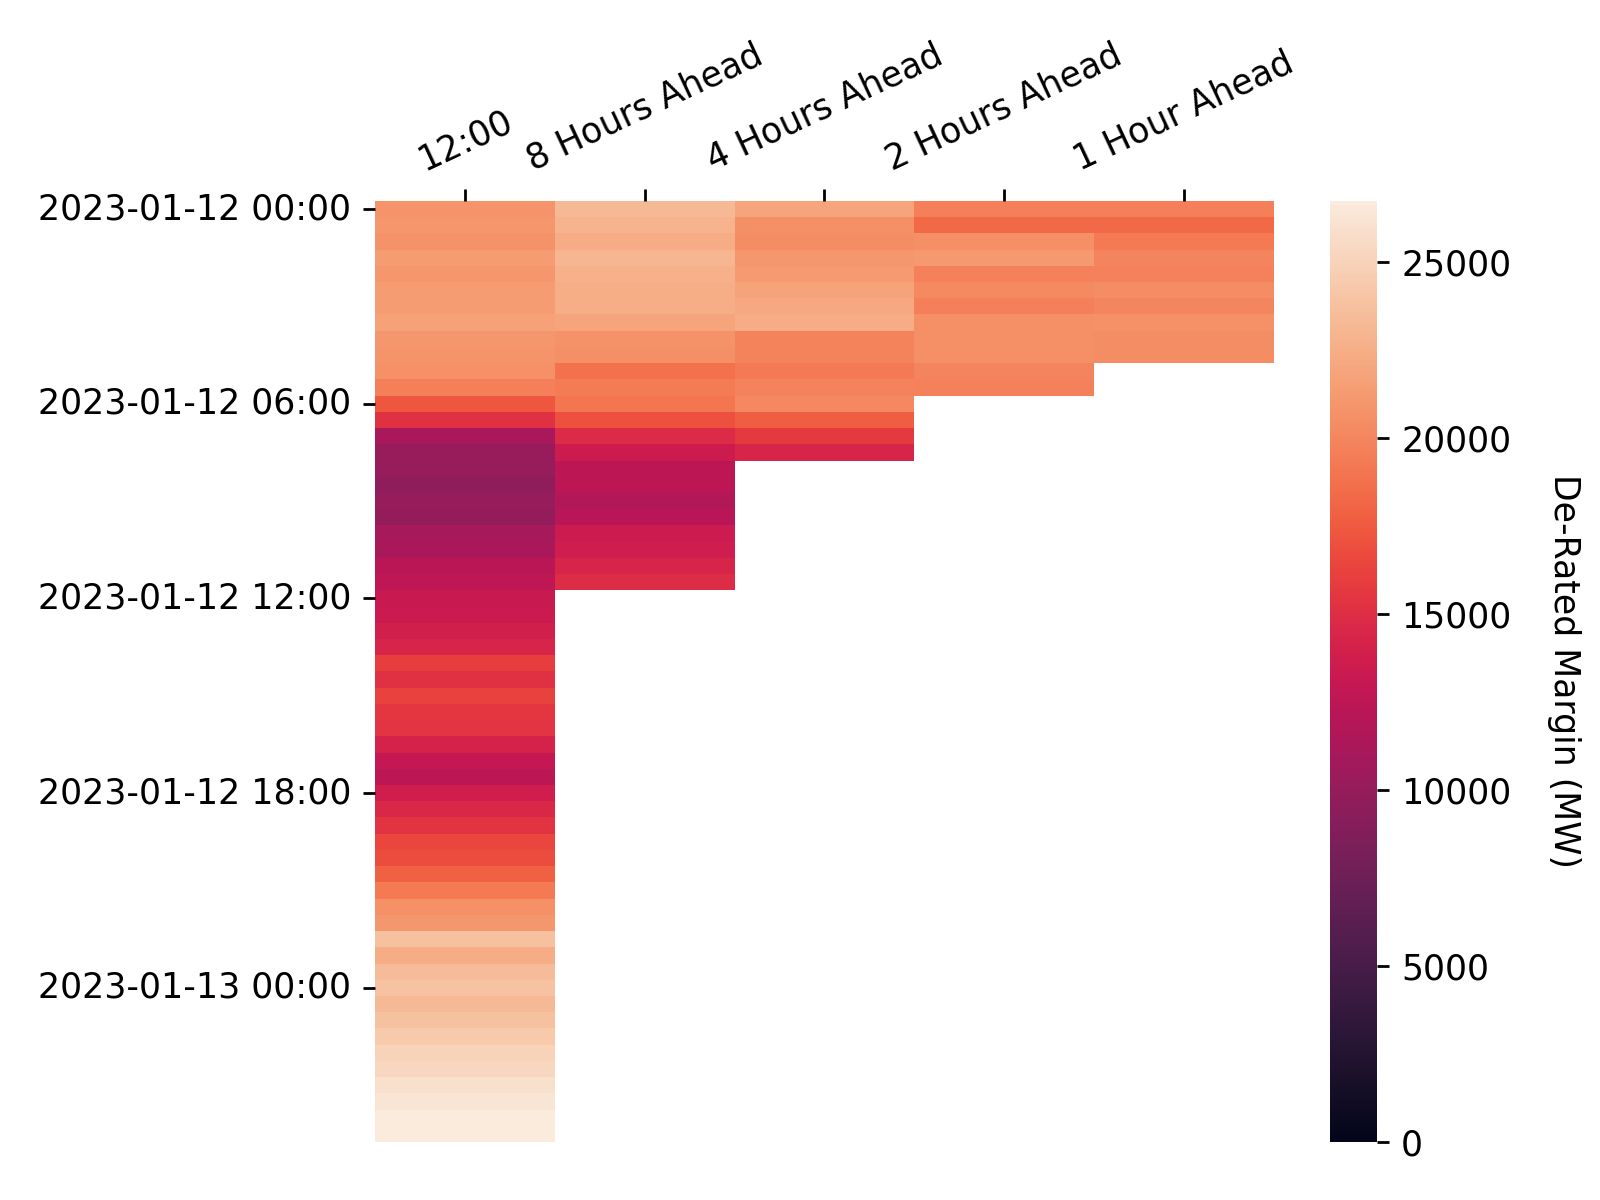 12:00
8 Hours Ahead
4 Hours Ahead
2 Hours Ahead
1 Hour Ahead
2023-01-12 00:00
2023-01-12 06:00
2023-01-12 12:00
2023-01-12 18:00
2023-01-13 00:00
25000
20000
15000
10000
5000
0
De-Rated Margin (MW)